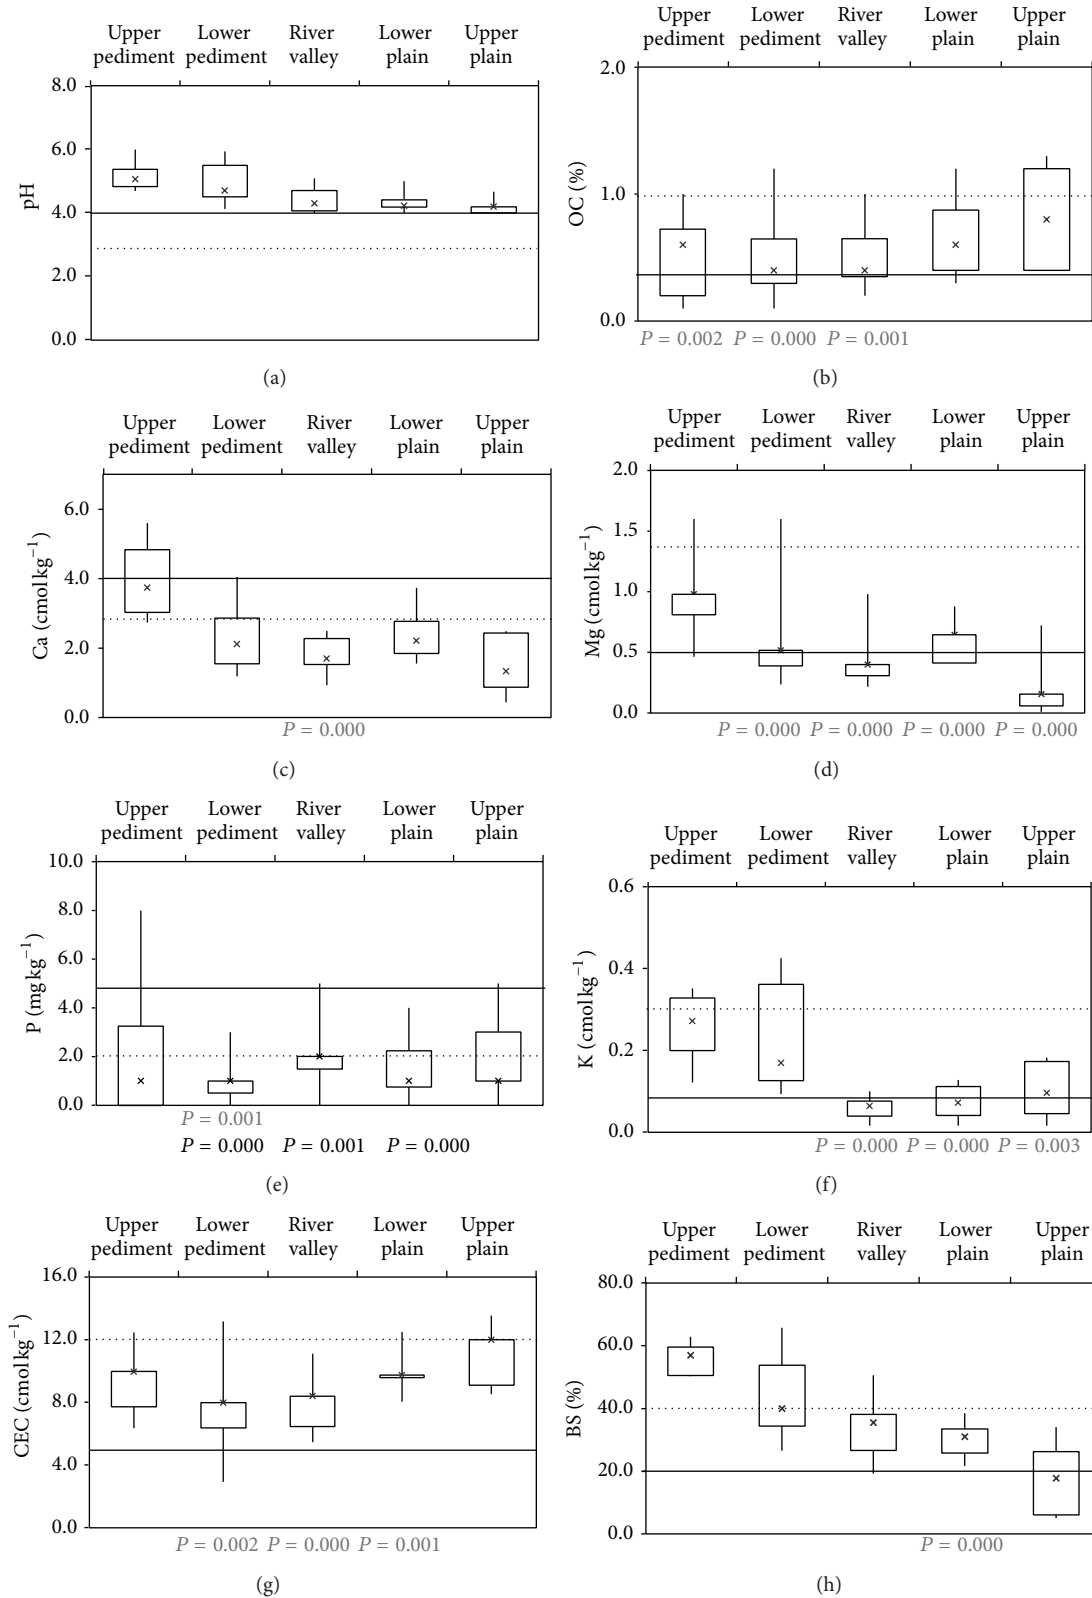 Upper pediment
Lower pediment
River valley
Lower plain
Upper plain
8.0
6.0
4.0
2.0
0.0
pH
(a)
Upper pediment
Lower pediment
River valley
Lower plain
Upper plain
2.0
1.0
0.0
OC (%)
P = 0.002 P = 0.000 P = 0.001
(b)
Upper pediment
Lower pediment
River valley
Lower plain
Upper plain
6.0
4.0
2.0
0.0
Ca (cmol kg⁻¹)
P = 0.000
(c)
Upper pediment
Lower pediment
River valley
Lower plain
Upper plain
2.0
1.5
1.0
0.5
0.0
Mg (cmol kg⁻¹)
P = 0.000 P = 0.000 P = 0.000 P = 0.000
(d)
Upper pediment
Lower pediment
River valley
Lower plain
Upper plain
10.0
8.0
6.0
4.0
2.0
0.0
P (mg kg⁻¹)
P = 0.001
P = 0.000 P = 0.001 P = 0.000
(e)
Upper pediment
Lower pediment
River valley
Lower plain
Upper plain
0.6
0.4
0.2
0.0
K (cmol kg⁻¹)
P = 0.000 P = 0.000 P = 0.003
(f)
Upper pediment
Lower pediment
River valley
Lower plain
Upper plain
16.0
12.0
8.0
4.0
0.0
CEC (cmol kg⁻¹)
P = 0.002 P = 0.000 P = 0.001
(g)
Upper pediment
Lower pediment
River valley
Lower plain
Upper plain
80.0
60.0
40.0
20.0
0.0
BS (%)
P = 0.000
(h)